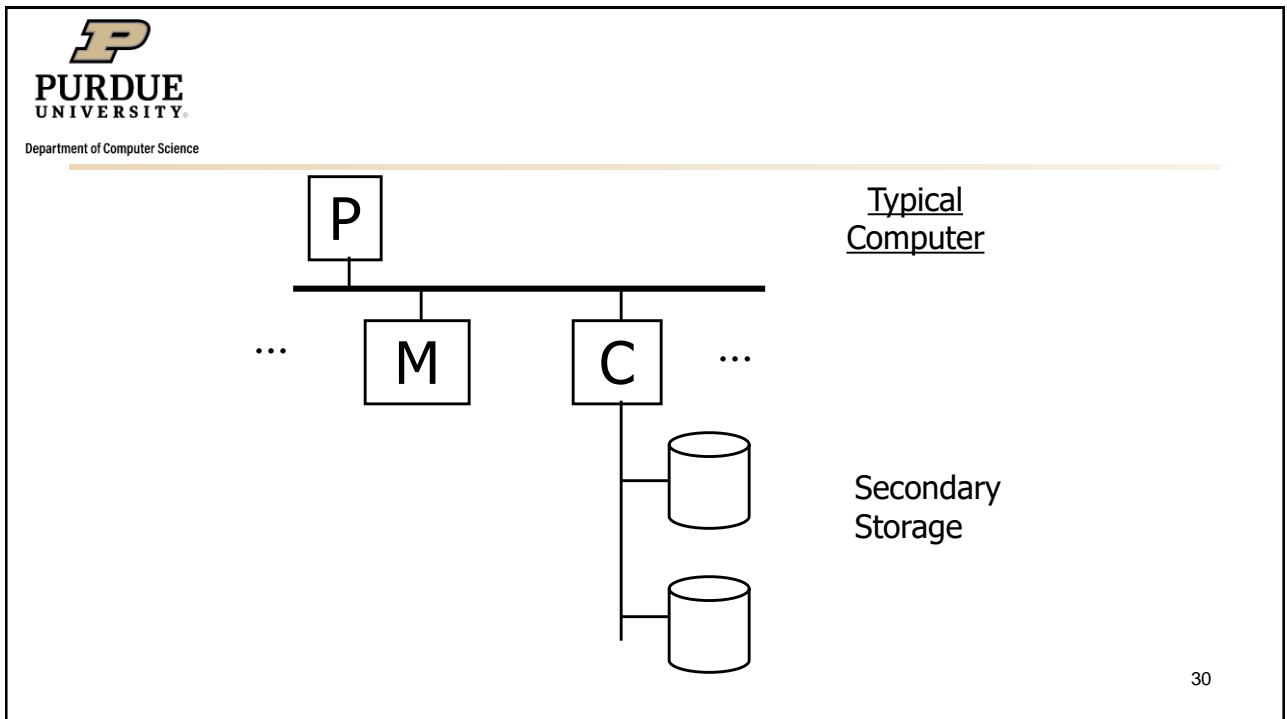 PURDUE
UNIVERSITY®
Department of Computer Science
P
Typical
Computer
...
M
C
...
Secondary
Storage
30